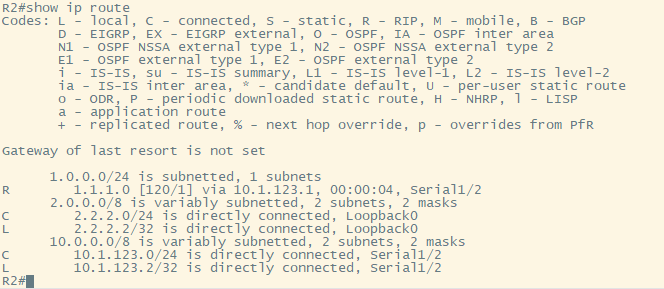 R2#show ip route
Codes: L - local, C - connected, S - static, R - RIP, M - mobile, B - BGP
       D - EIGRP, EX - EIGRP external, O - OSPF, IA - OSPF inter area
       N1 - OSPF NSSA external type 1, N2 - OSPF NSSA external type 2
       E1 - OSPF external type 1, E2 - OSPF external type 2
       i - IS-IS, su - IS-IS summary, L1 - IS-IS level-1, L2 - IS-IS level-2
       ia - IS-IS inter area, * - candidate default, U - per-user static route
       o - ODR, P - periodic downloaded static route, H - NHRP, l - LISP
       a - application route
       + - replicated route, % - next hop override, p - overrides from PfR
Gateway of last resort is not set
      1.0.0.0/24 is subnetted, 1 subnets
R        1.1.1.0 [120/1] via 10.1.123.1, 00:00:04, Serial1/2
      2.0.0.0/8 is variably subnetted, 2 subnets, 2 masks
C        2.2.2.0/24 is directly connected, Loopback0
L        2.2.2.2/32 is directly connected, Loopback0
      10.0.0.0/8 is variably subnetted, 2 subnets, 2 masks
C        10.1.123.0/24 is directly connected, Serial1/2
L        10.1.123.2/32 is directly connected, Serial1/2
R2#